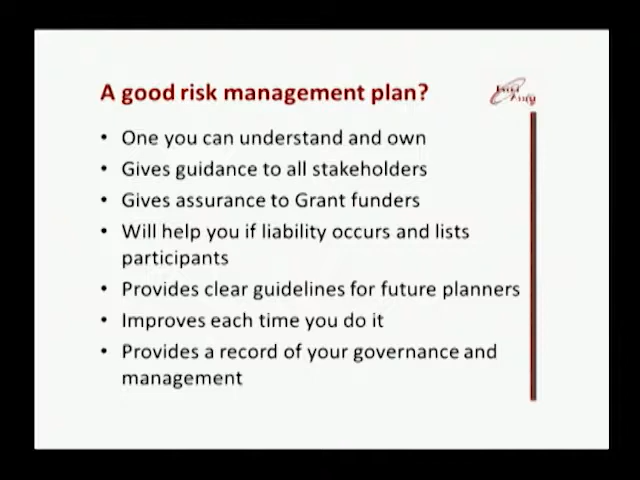 A good risk management plan?
• One you can understand and own
• Gives guidance to all stakeholders
• Gives assurance to Grant funders
• Will help you if liability occurs and lists
participants
• Provides clear guidelines for future planners
• Improves each time you do it
• Provides a record of your governance and
management